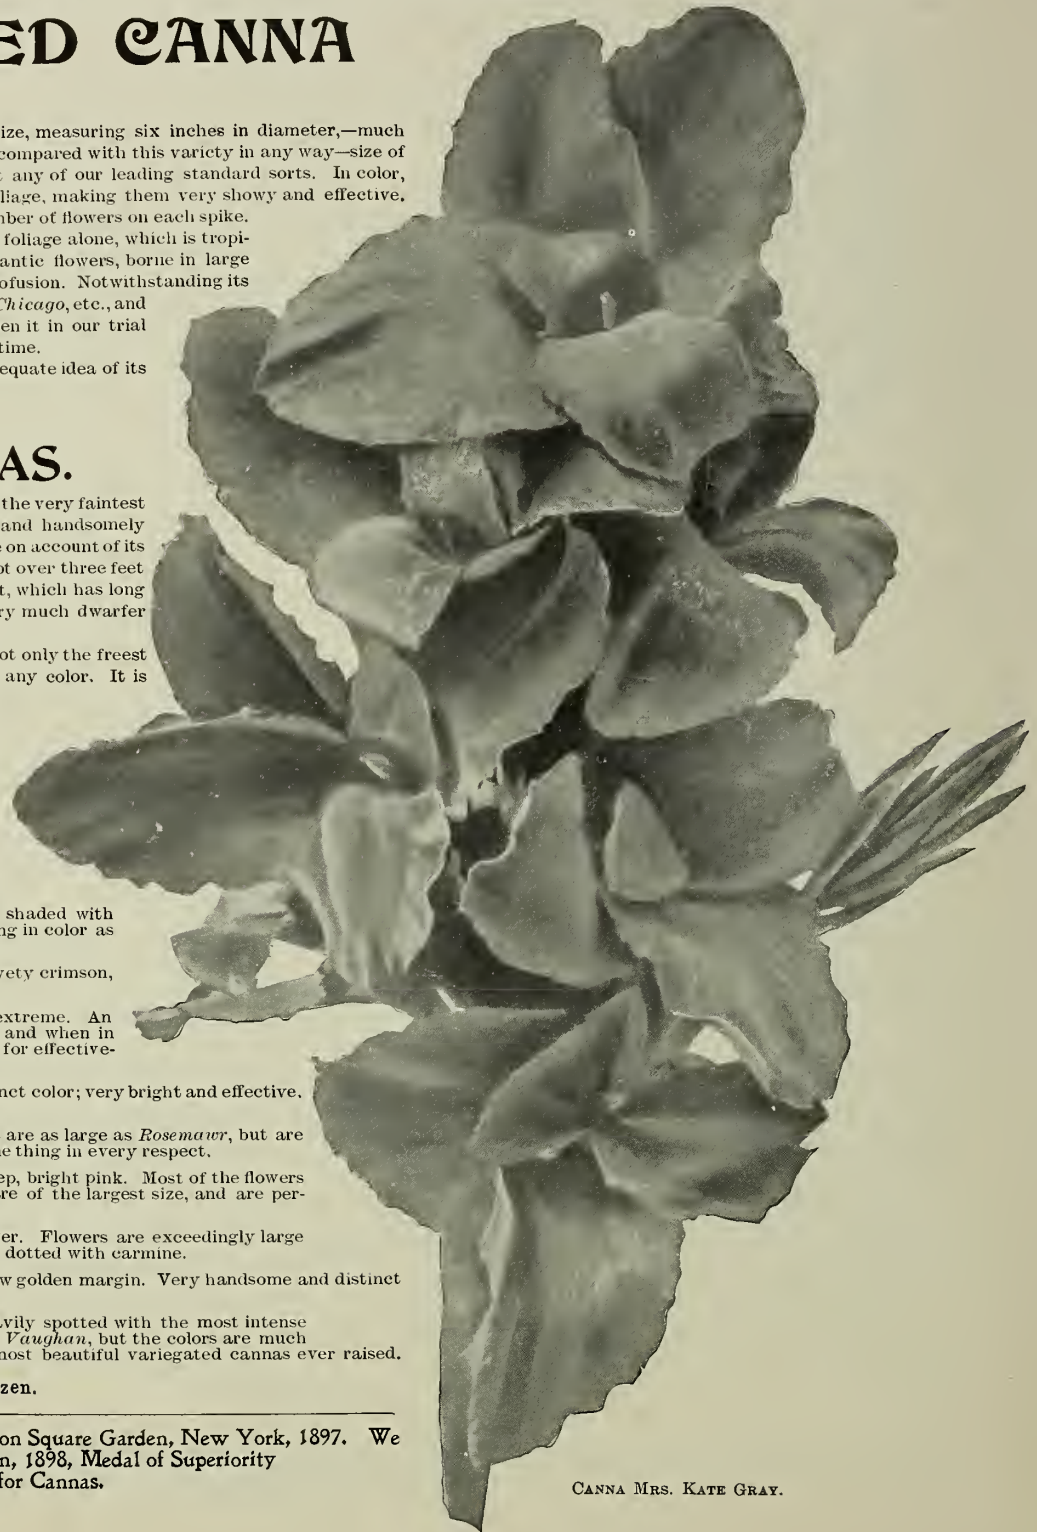 ED CANNA
ize, measuring six inches in diameter,—much
compared with this variety in any way—size of
any of our leading standard sorts. In color,
liage, making them very showy and effective.
ber of flowers on each spike.
foliage alone, which is tropi-
antic flowers, borne in large
ofusion. Notwithstanding its
Chicago, etc., and
en it in our trial
time.
equate idea of its
AS.
the very faintest
and handsomely
on account of its
ot over three feet
t, which has long
ry much dwarfer
ot only the freest
any color. It is
shaded with
ng in color as
vety crimson,
extreme. An
and when in
for effective-
nct color; very bright and effective.
are as large as Rosemawr, but are
e thing in every respect.
ep, bright pink. Most of the flowers
re of the largest size, and are per-
er. Flowers are exceedingly large
dotted with carmine.
w golden margin. Very handsome and distinct
vily spotted with the most intense
Vaughan, but the colors are much
nost beautiful variegated cannas ever raised.
zen.
on Square Garden, New York, 1897. We
n, 1898, Medal of Superiority
for Cannas.
CANNA MRS. KATE GRAY.